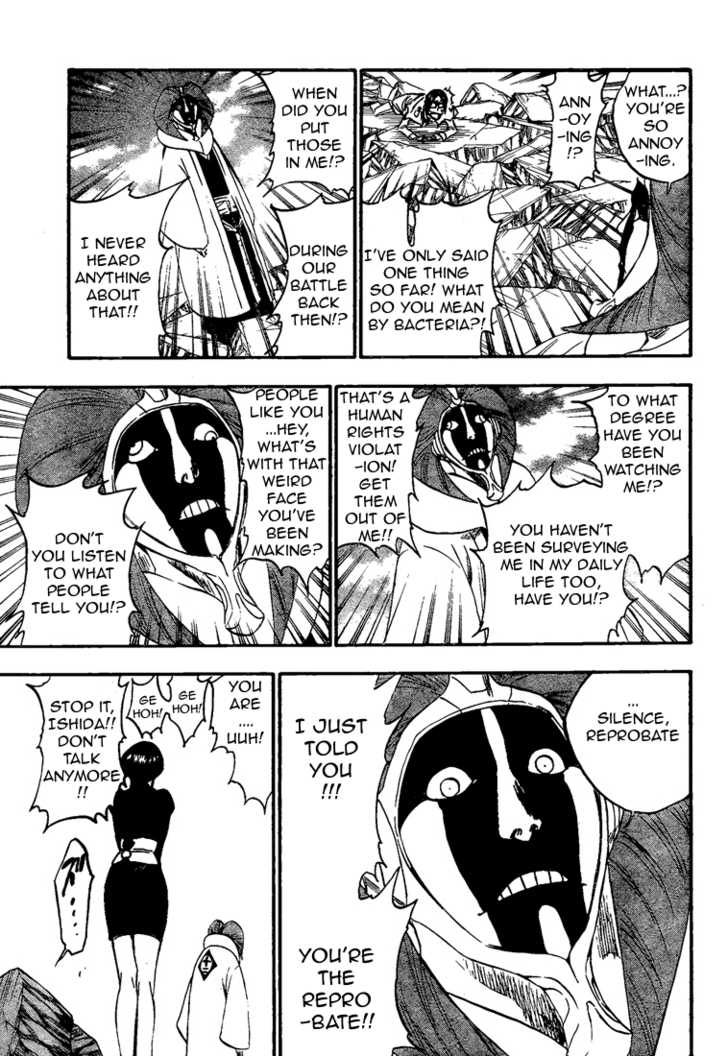 WHAT...?
YOU'RE
SO
ANNOY
-ING.
ANN
-OY
-ING
!?
I'VE ONLY SAID
ONE THING
SO FAR! WHAT
DO YOU MEAN
BY BACTERIA?!
WHEN
DID YOU
PUT
THOSE
IN ME!?
DURING
OUR
BATTLE
BACK
THEN!?
I NEVER
HEARD
ANYTHING
ABOUT
THAT!!
TO WHAT
DEGREE
HAVE YOU
BEEN
WATCHING
ME!?
YOU HAVEN'T
BEEN SURVEYING
ME IN MY DAILY
LIFE TOO,
HAVE YOU!?
THAT'S A
HUMAN
RIGHTS
VIOLAT
-ION!
GET
THEM
OUT OF
ME!!
PEOPLE
LIKE YOU
...HEY,
WHAT'S
WITH THAT
WEIRD
FACE
YOU'VE
BEEN
MAKING?
DON'T
YOU LISTEN
TO WHAT
PEOPLE
TELL YOU!?
...
SILENCE,
REPROBATE
I JUST
TOLD
YOU
!!!
YOU'RE
THE
REPRO
-BATE!!
YOU
ARE
....
UUH!
GE
HOH!
GE
HOH!
STOP IT,
ISHIDA!!
DON'T
TALK
ANYMORE
!!